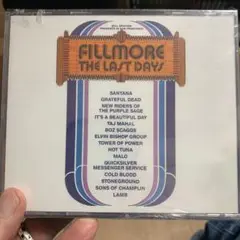 FILLMORE
THE LAST DAYS
SANTANA
GRATEFUL DEAD
NEW RIDERS OF
THE PURPLE SAGE
IT'S A BEAUTIFUL DAY
TAJ MAHAL
BOZ SCAGGS
ELVIN BISHOP GROUP
TOWER OF POWER
HOT TUNA
MALO
QUICKSILVER
MESSENGER SERVICE
COLD BLOOD
STONEGROUND
SONS OF CHAMPLIN
LAMB